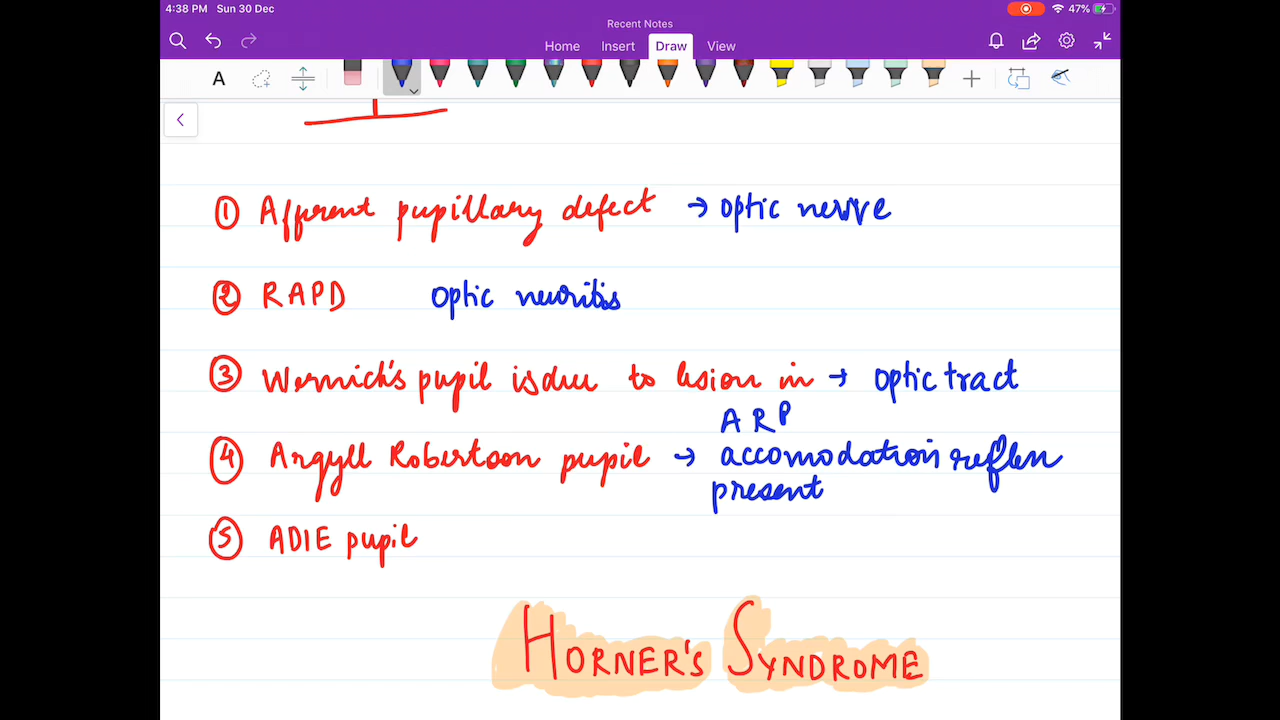 4:38 PM Sun 30 Dec
47%
Recent Notes
Home Insert Draw View
A
① Afferent pupillary defect → optic nerve
② RAPD optic neuritis
③ Wernick's pupil is due to lesion in → optic tract
A R P
④ Argyll Robertson pupil → accomodation reflex
present
⑤ ADIE pupil
HORNER'S SYNDROME